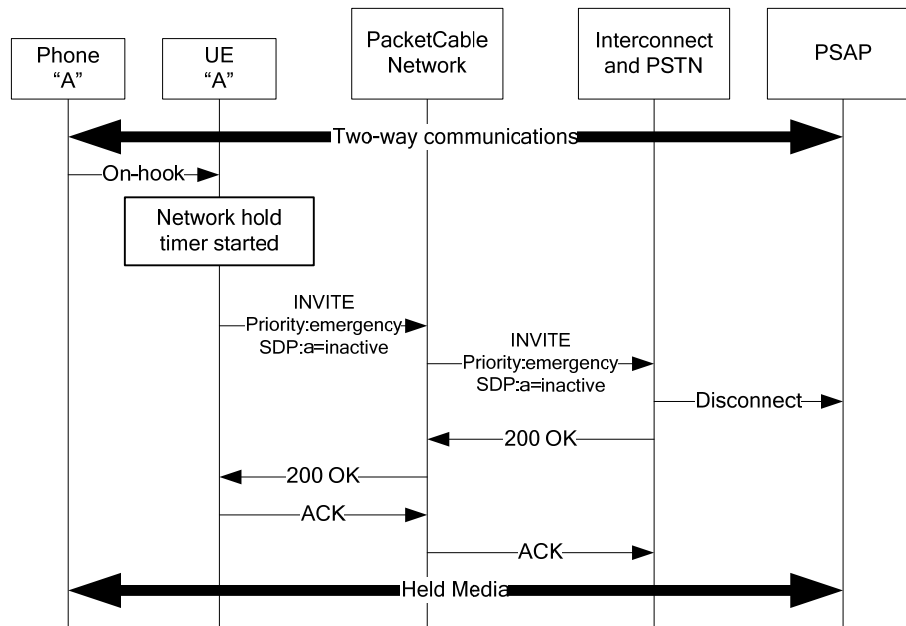 Phone
“A”
UE
“A”
PacketCable
Network
Interconnect
and PSTN
PSAP
Two-way communications
On-hook
Network hold
timer started
INVITE
Priority:emergency
SDP:a=inactive
INVITE
Priority:emergency
SDP:a=inactive
Disconnect
200 OK
200 OK
ACK
ACK
Held Media